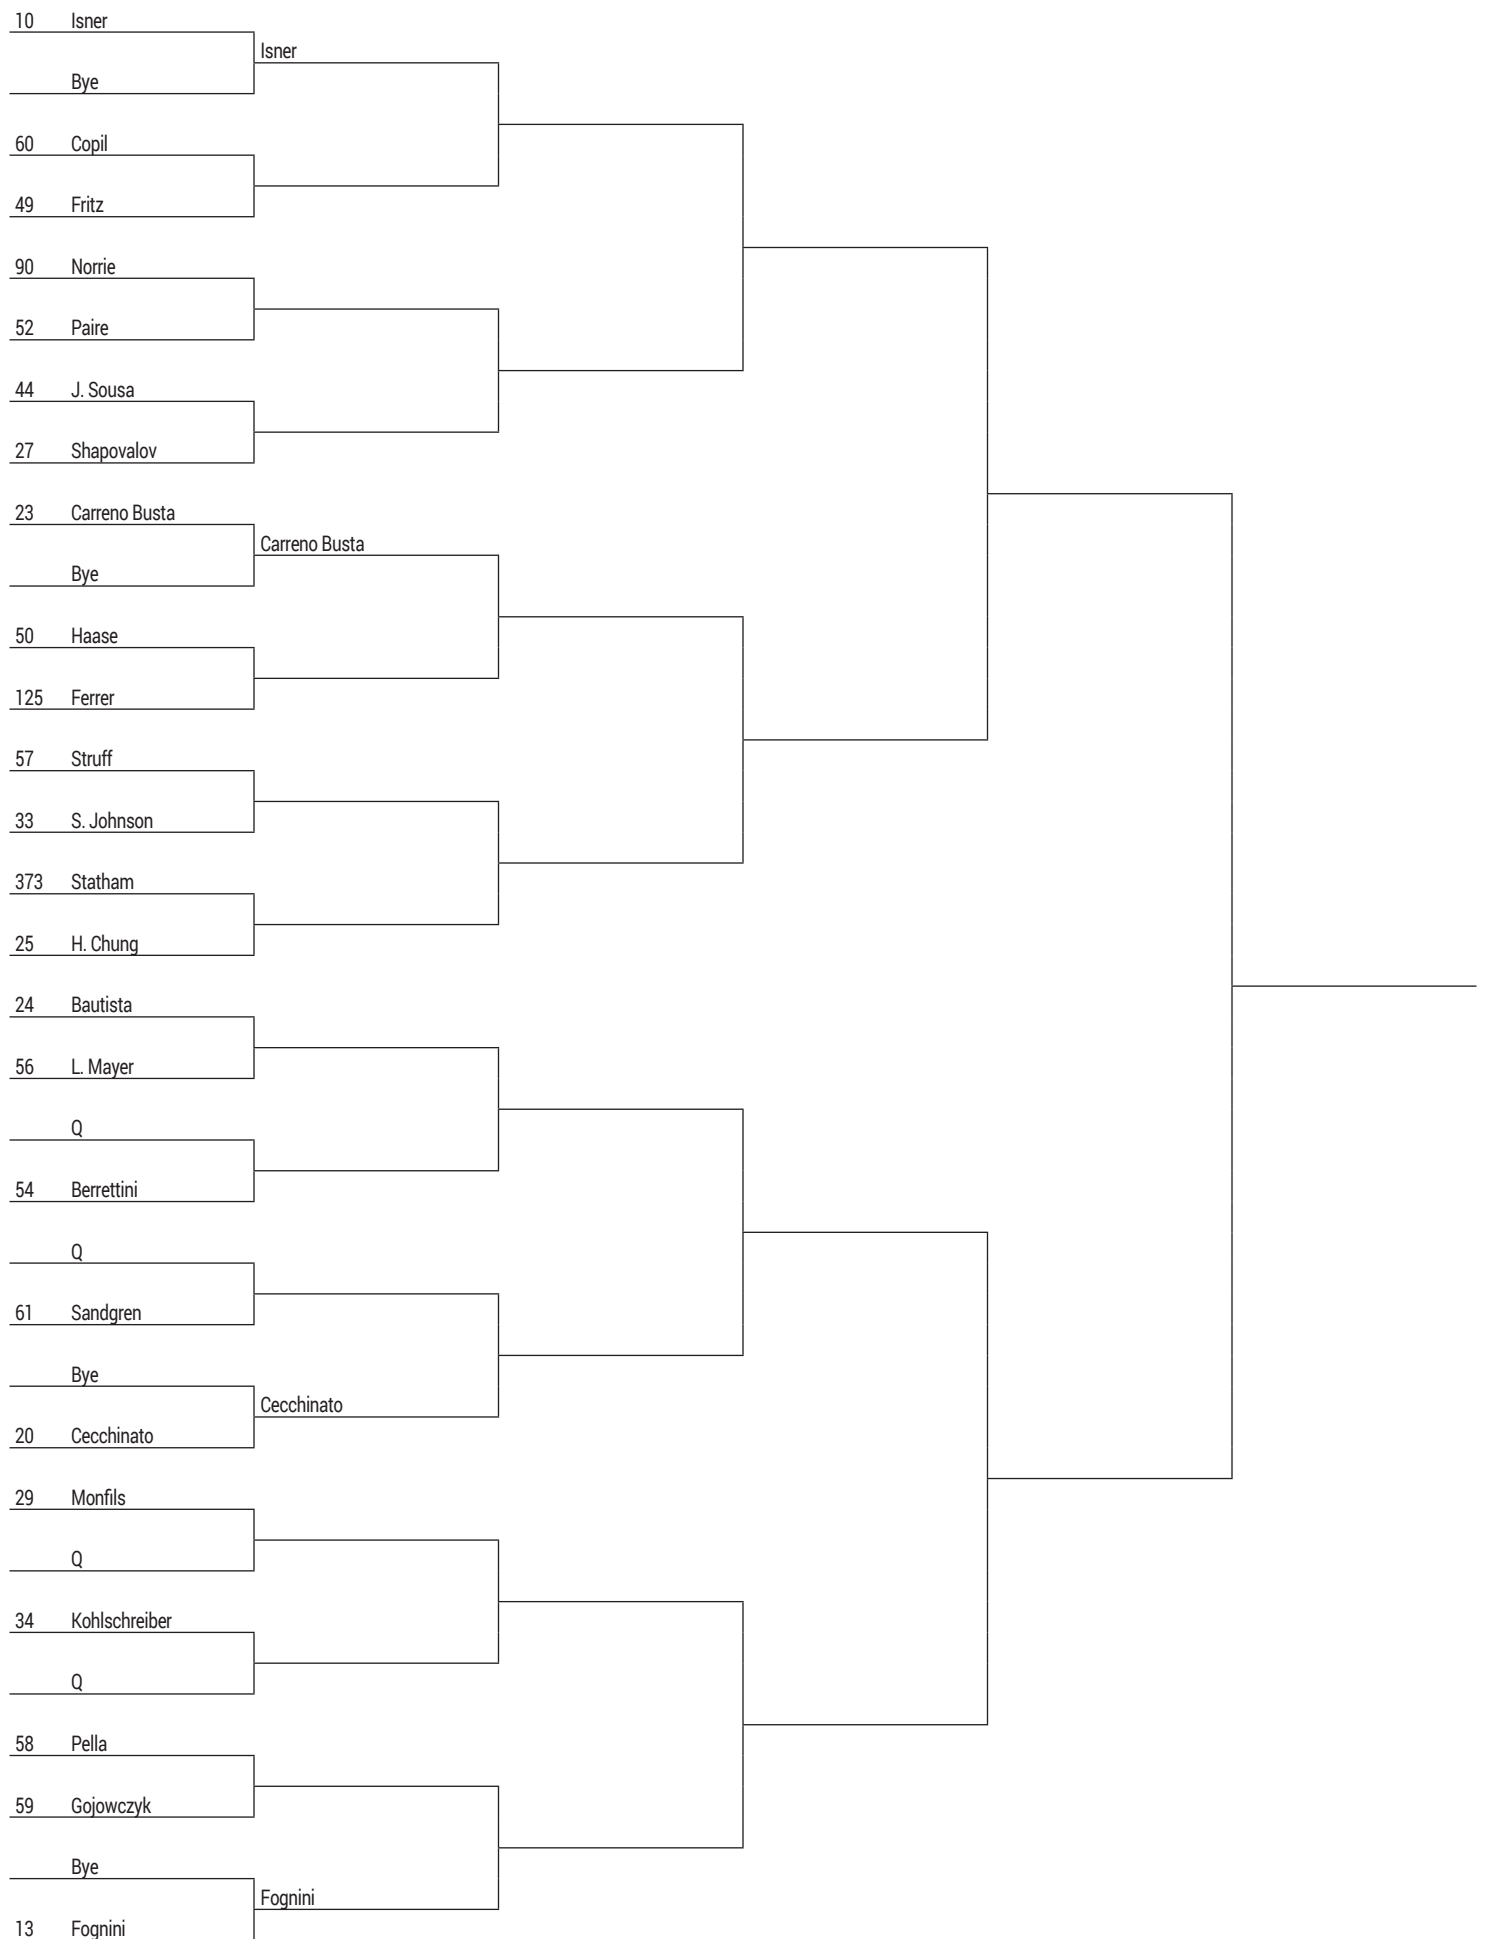 10 Isner
Isner
Bye
60 Copil
49 Fritz
90 Norrie
52 Paire
44 J. Sousa
27 Shapovalov
23 Carreno Busta
Carreno Busta
Bye
50 Haase
125 Ferrer
57 Struff
33 S. Johnson
373 Statham
25 H. Chung
24 Bautista
56 L. Mayer
Q
54 Berrettini
Q
61 Sandgren
Bye
Cecchinato
20 Cecchinato
29 Monfils
Q
34 Kohlschreiber
Q
58 Pella
59 Gojowczyk
Bye
Fognini
13 Fognini